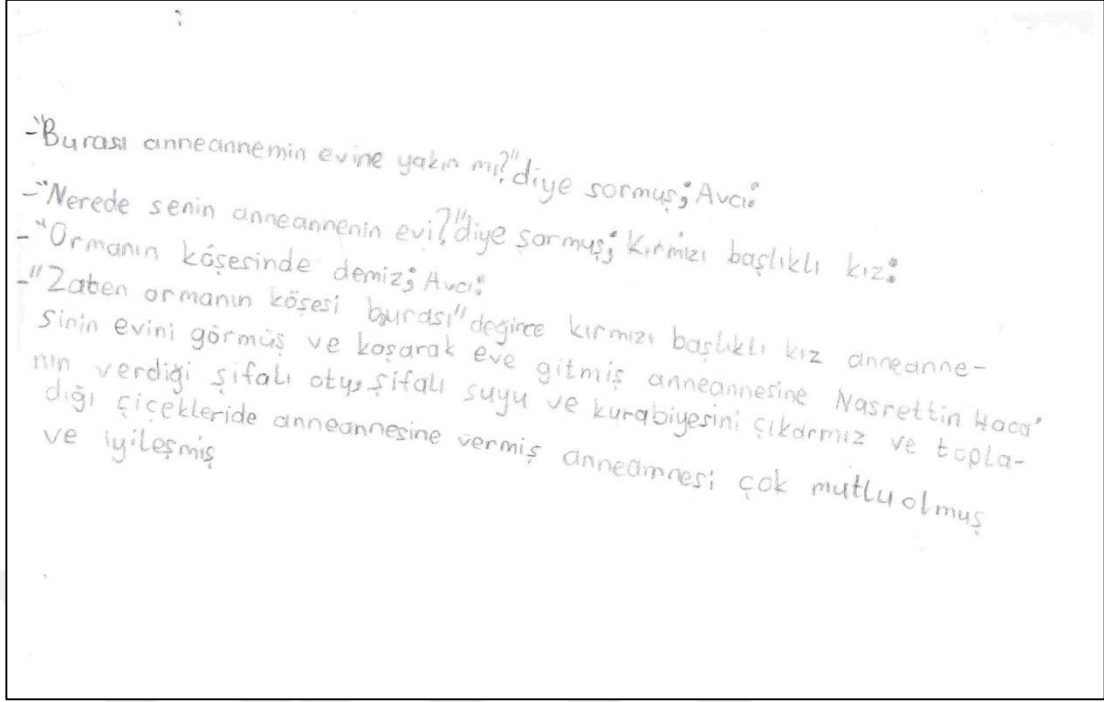 -"Burası anneannemin evine yakın mı?" diye sormuş; Avcı:
-"Nerede senin anneannenin evi?" diye sormuş; Kırmızı başlıklı kız:
-"Ormanın köşesinde demiz; Avcı:
-"Zaten ormanın köşesi burası" değince kırmızı başlıklı kız anneanne-
sinin evini görmüş ve koşarak eve gitmiş anneannesine Nasrettin Hoca'
nın verdiği şifalı otu, şifalı suyu ve kurabiyesini çıkarmız ve topla-
dığı çiçekleride anneannesine vermiş anneannesi çok mutlu olmuş
ve iyileşmiş